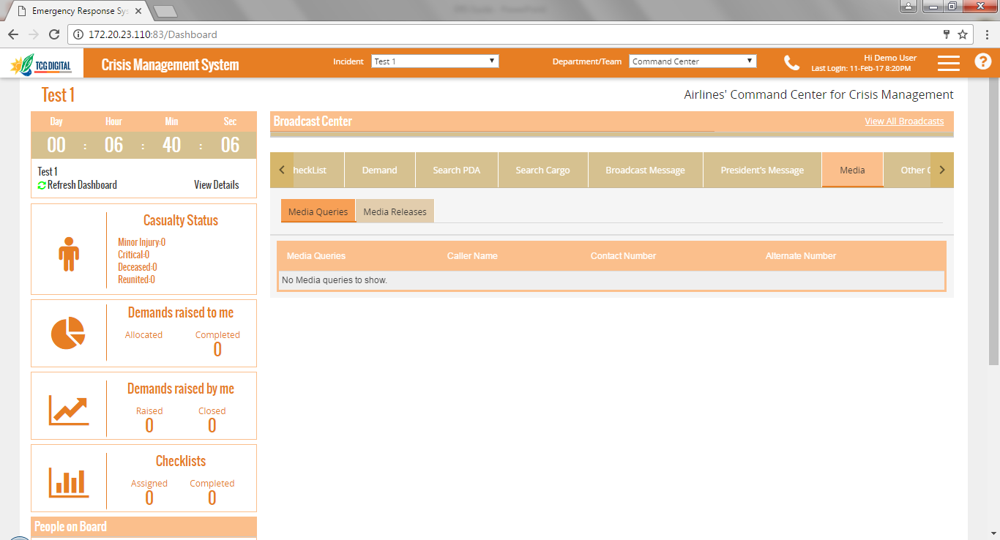 Emergency Response Sys
172.20.23.110:83/Dashboard
TCG DIGITAL
Crisis Management System
Incident
Test 1
Department/Team
Command Center
Hi Demo User
Last Login: 11-Feb-17 8:20PM
Test 1
Airlines' Command Center for Crisis Management
Day Hour Min Sec
00 : 06 : 40 : 06
Test 1
Refresh Dashboard View Details
Broadcast Center
View All Broadcasts
heckList Demand Search PDA Search Cargo Broadcast Message President's Message Media Other
Media Queries Media Releases
Media Queries Caller Name Contact Number Alternate Number
No Media queries to show.
Casualty Status
Minor Injury:0
Critical:0
Deceased:0
Reunited:0
Demands raised to me
Allocated Completed
0
Demands raised by me
Raised Closed
0 0
Checklists
Assigned Completed
0 0
People on Board